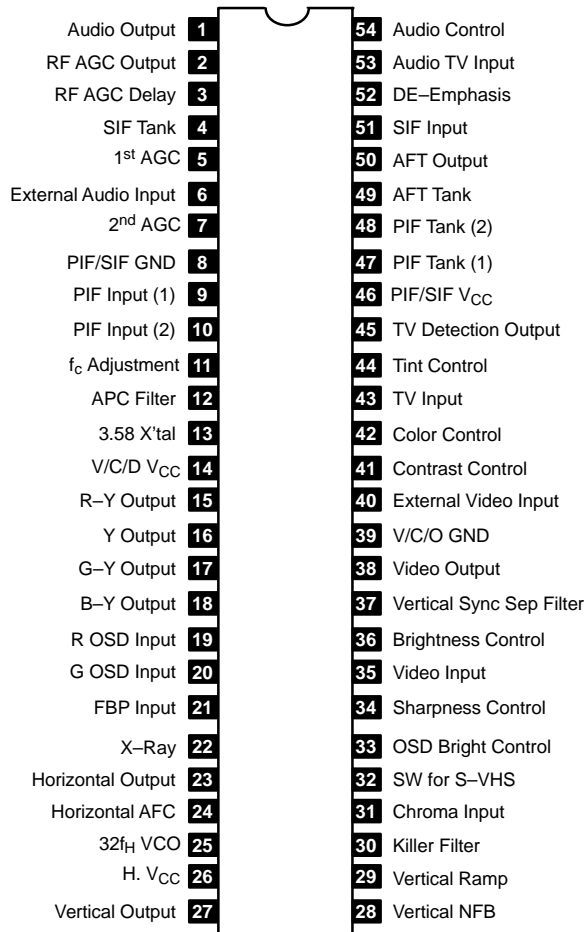 Audio Output 1 54 Audio Control
RF AGC Output 2 53 Audio TV Input
RF AGC Delay 3 52 DE–Emphasis
SIF Tank 4 51 SIF Input
1st AGC 5 50 AFT Output
External Audio Input 6 49 AFT Tank
2nd AGC 7 48 PIF Tank (2)
PIF/SIF GND 8 47 PIF Tank (1)
PIF Input (1) 9 46 PIF/SIF VCC
PIF Input (2) 10 45 TV Detection Output
fc Adjustment 11 44 Tint Control
APC Filter 12 43 TV Input
3.58 X'tal 13 42 Color Control
V/C/D VCC 14 41 Contrast Control
R–Y Output 15 40 External Video Input
Y Output 16 39 V/C/O GND
G–Y Output 17 38 Video Output
B–Y Output 18 37 Vertical Sync Sep Filter
R OSD Input 19 36 Brightness Control
G OSD Input 20 35 Video Input
FBP Input 21 34 Sharpness Control
X–Ray 22 33 OSD Bright Control
Horizontal Output 23 32 SW for S–VHS
Horizontal AFC 24 31 Chroma Input
32fH VCO 25 30 Killer Filter
H. VCC 26 29 Vertical Ramp
Vertical Output 27 28 Vertical NFB